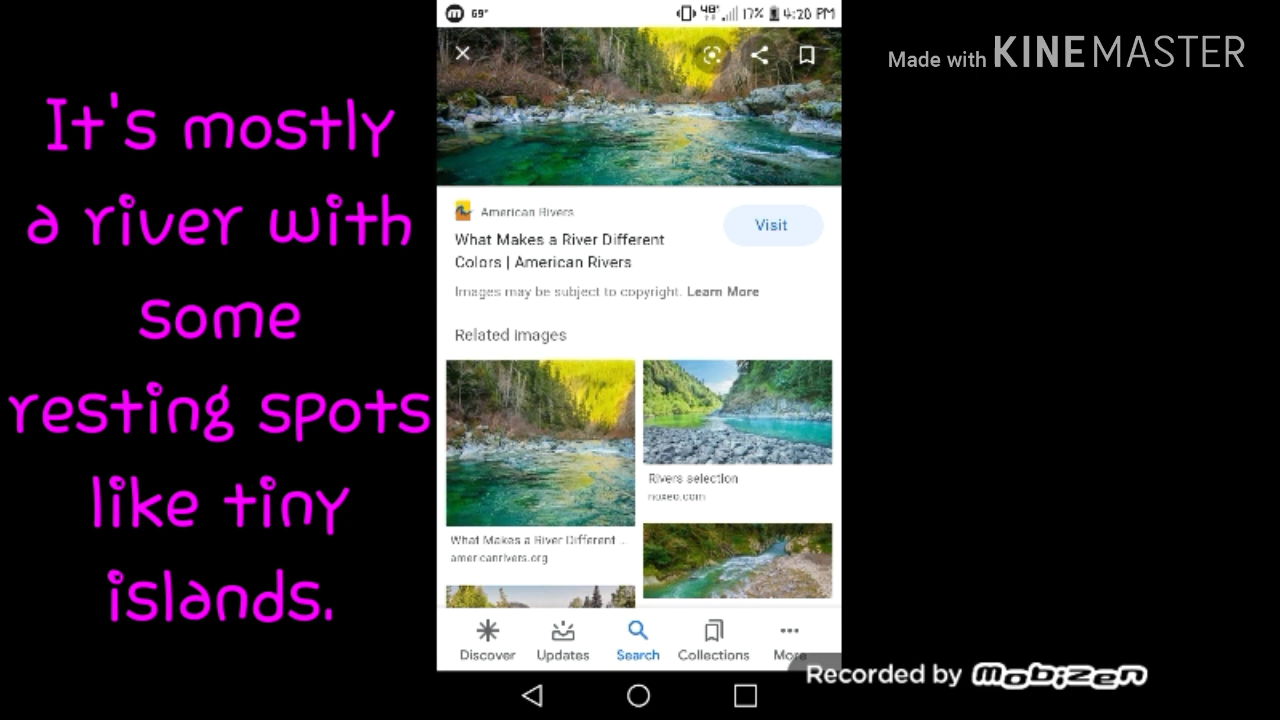 It's mostly
a river with
some
resting spots
like tiny
islands.
69°
17% 4:20 PM
American Rivers
Visit
What Makes a River Different
Colors | American Rivers
Images may be subject to copyright. Learn More
Related images
Rivers selection
noxeo.com
What Makes a River Different ...
americanrivers.org
Discover Updates Search Collections More
Made with KINEMASTER
Recorded by mobizen